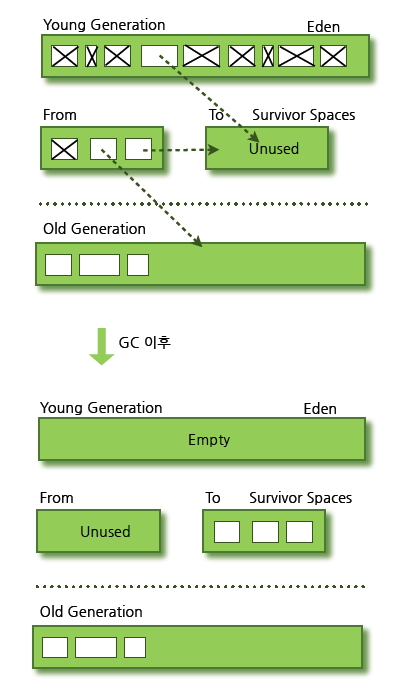 Young Generation Eden
From To Survivor Spaces
Unused
Old Generation
GC 이후
Young Generation Eden
Empty
From To Survivor Spaces
Unused
Old Generation